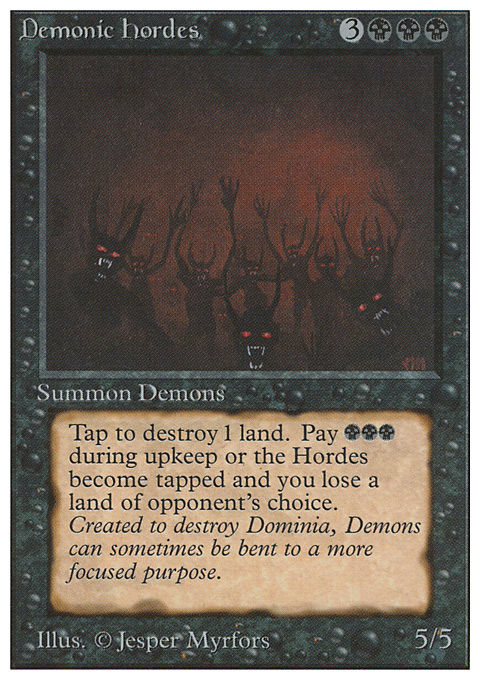 Demonic Hordes
3
Summon Demons
Tap to destroy 1 land. Pay
during upkeep or the Hordes
become tapped and you lose a
land of opponent's choice.
Created to destroy Dominia, Demons
can sometimes be bent to a more
focused purpose.
Illus. © Jesper Myrfors
5/5